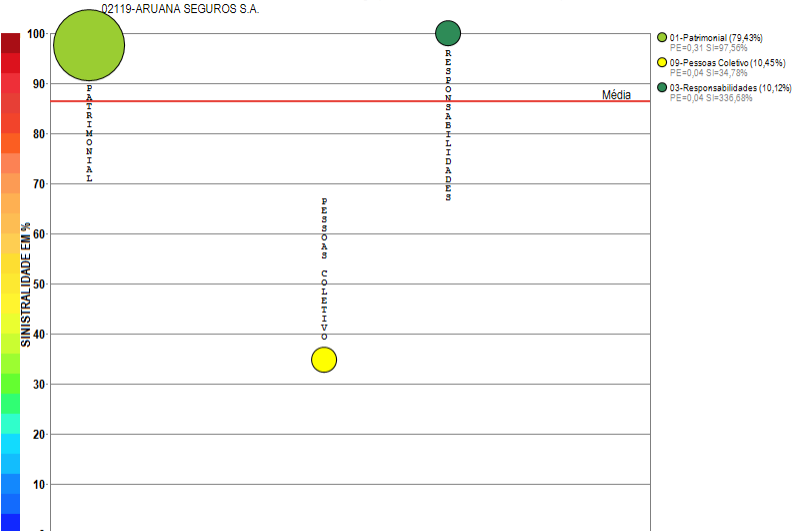 02119-ARUANA SEGUROS S.A.
SINISTRALIDADE EM %
100
90
80
70
60
50
40
30
20
10
PATRIMONIAL
PESSOAS COLETIVO
RESPONSABILIDADES
Média
01-Patrimonial (79,43%)
PE=0,31 SI=97,56%
09-Pessoas Coletivo (10,45%)
PE=0,04 SI=34,78%
03-Responsabilidades (10,12%)
PE=0,04 SI=336,68%